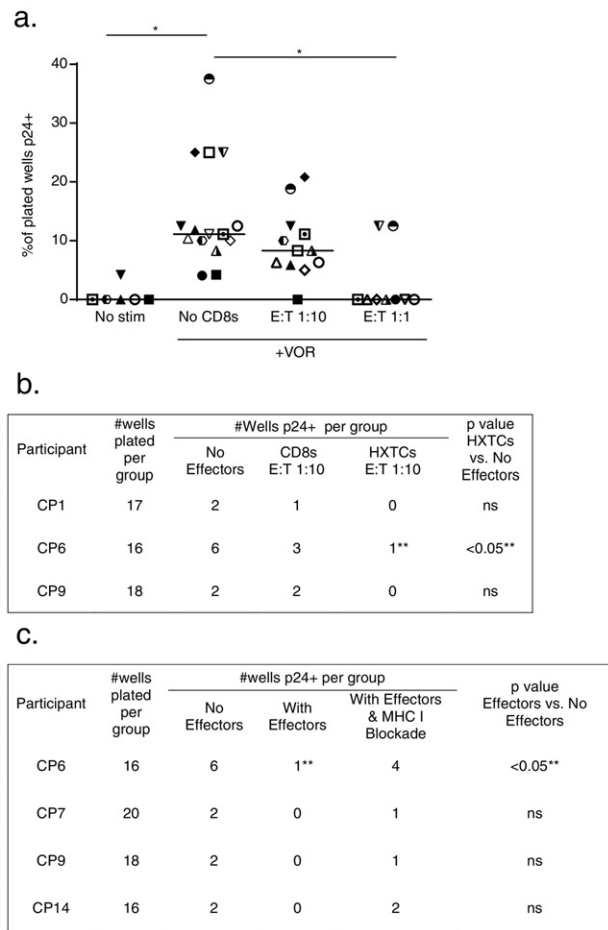 a.
*
*
40
30
20
10
0
%of plated wells p24+
No stim No CD8s E:T 1:10 E:T 1:1
+VOR
b.
Participant
#wells
plated
per
group
#Wells p24+ per group
No
Effectors
CD8s
E:T 1:10
HXTCs
E:T 1:10
p value
HXTCs
vs. No
Effectors
CP1 17 2 1 0 ns
CP6 16 6 3 1** <0.05**
CP9 18 2 2 0 ns
c.
Participant
#wells
plated
per
group
#wells p24+ per group
No
Effectors
With
Effectors
With Effectors
& MHC I
Blockade
p value
Effectors vs. No
Effectors
CP6 16 6 1** 4 <0.05**
CP7 20 2 0 1 ns
CP9 18 2 0 1 ns
CP14 16 2 0 2 ns